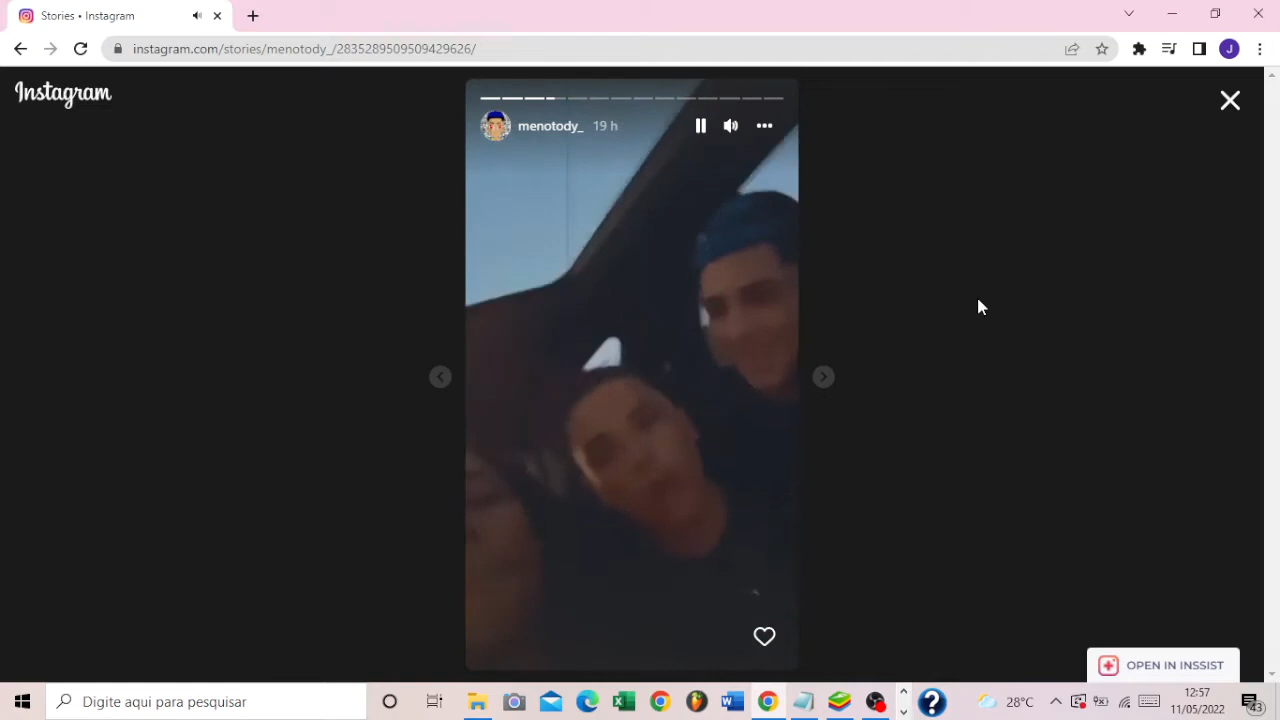 Stories • Instagram
instagram.com/stories/menotody_/2835289509509429626/
J
Instagram
menotody_ 19 h
OPEN IN INSSIST
Digite aqui para pesquisar
28°C
12:57
11/05/2022
43